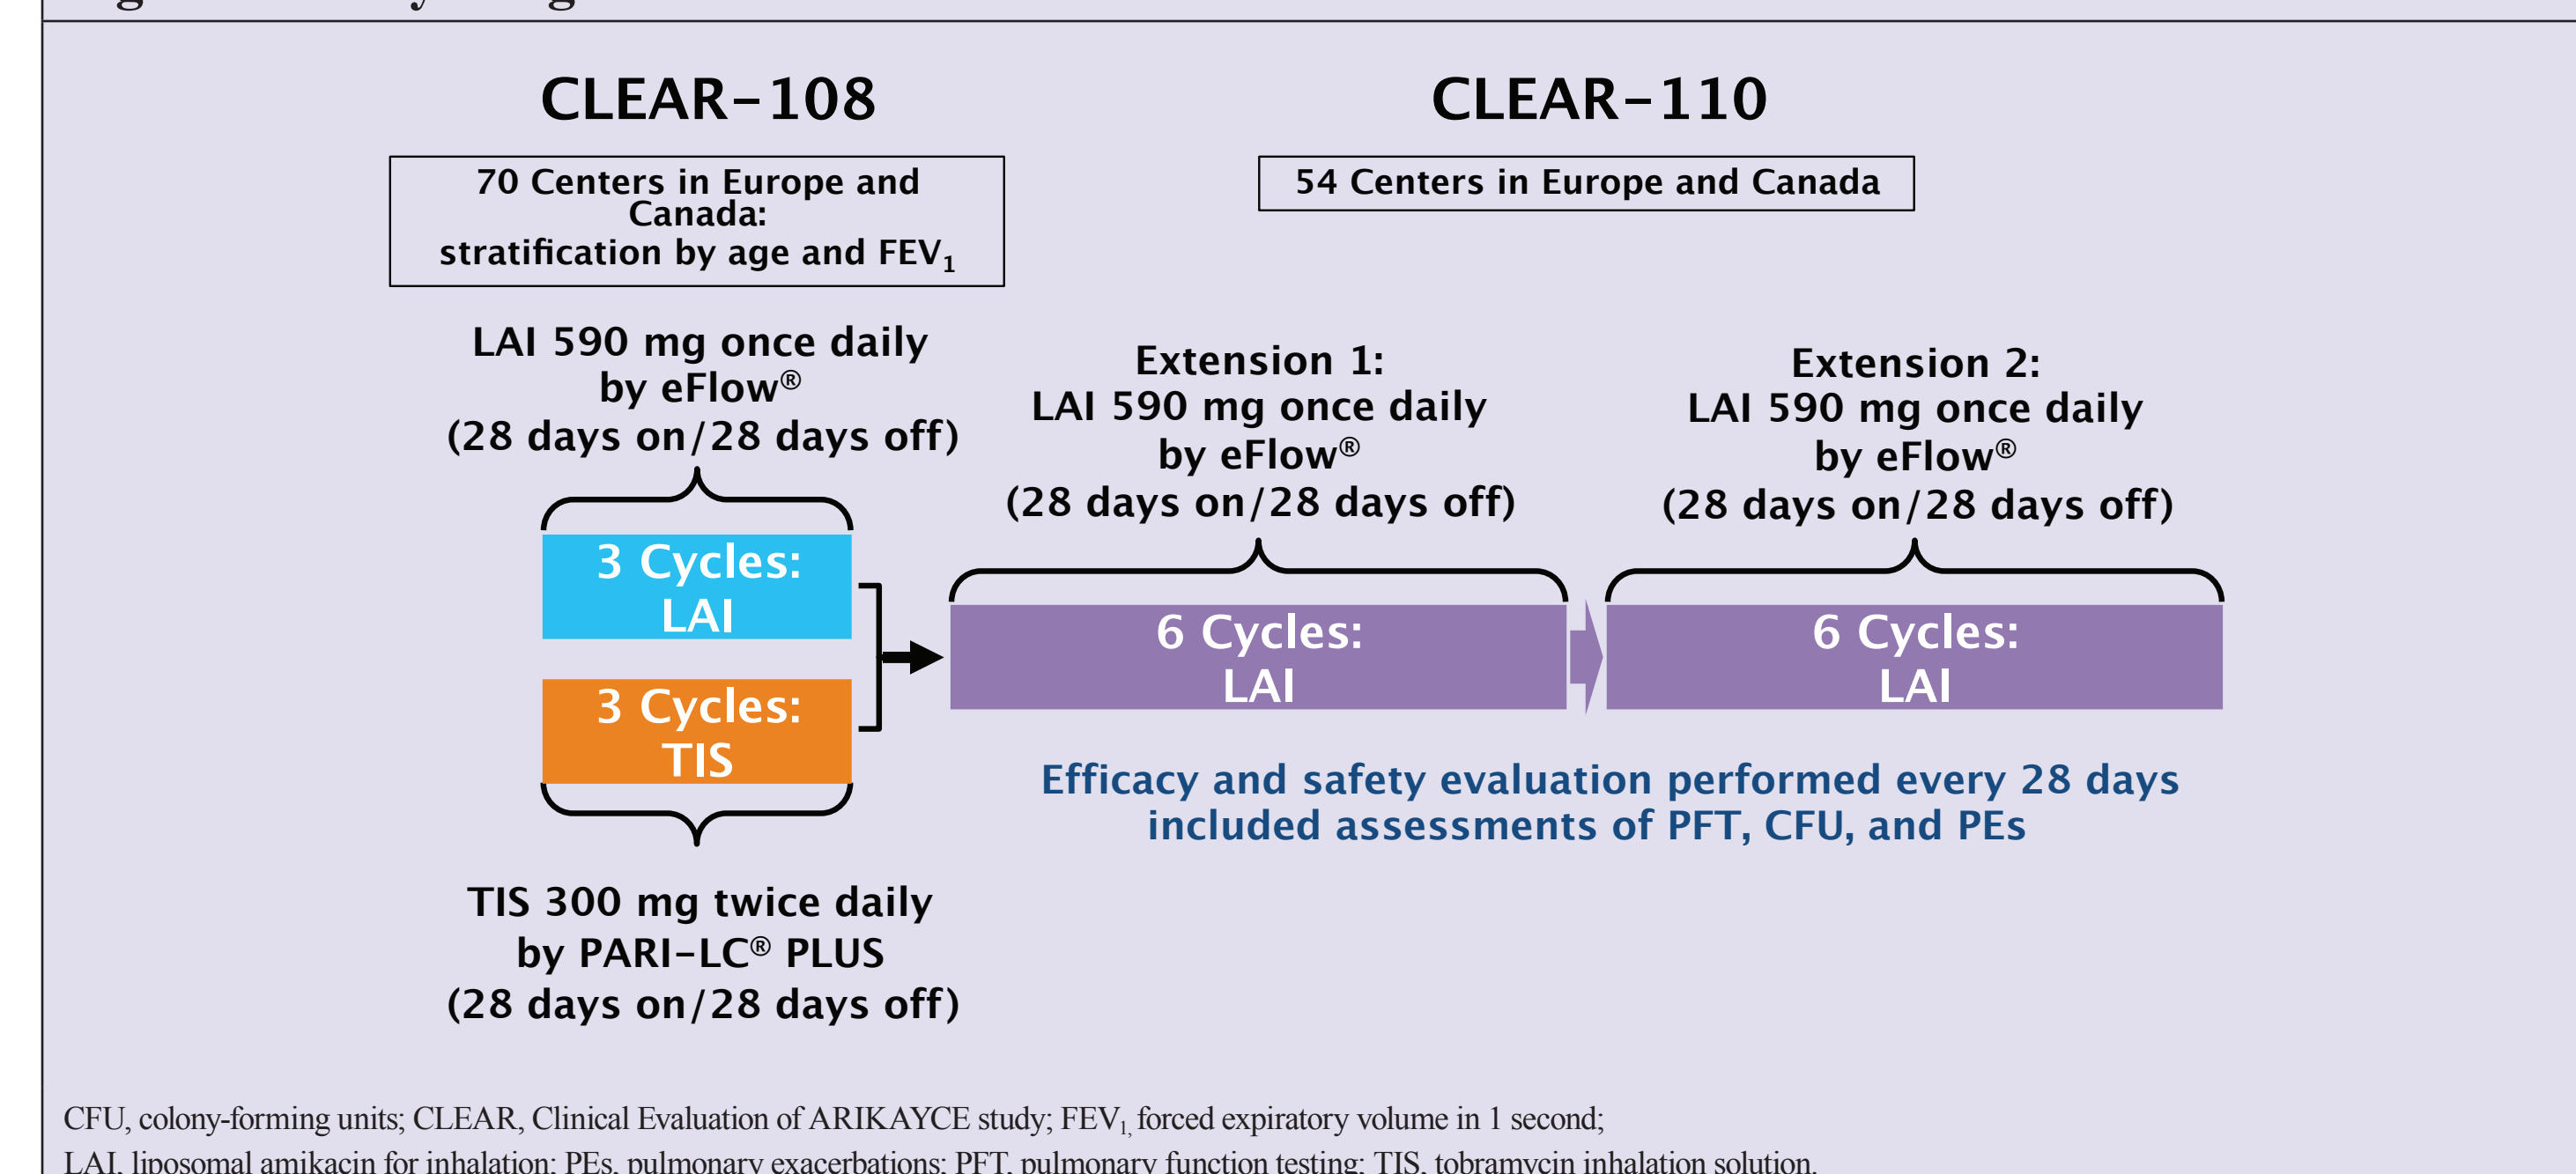 CLEAR-108
70 Centers in Europe and
Canada:
stratification by age and FEV1
LAI 590 mg once daily
by eFlow®
(28 days on/28 days off)
3 Cycles:
LAI
3 Cycles:
TIS
TIS 300 mg twice daily
by PARI-LC® PLUS
(28 days on/28 days off)
CLEAR-110
54 Centers in Europe and Canada
Extension 1:
LAI 590 mg once daily
by eFlow®
(28 days on/28 days off)
6 Cycles:
LAI
Extension 2:
LAI 590 mg once daily
by eFlow®
(28 days on/28 days off)
6 Cycles:
LAI
Efficacy and safety evaluation performed every 28 days
included assessments of PFT, CFU, and PEs
CFU, colony-forming units; CLEAR, Clinical Evaluation of ARIKAYCE study; FEV1, forced expiratory volume in 1 second;
LAI, liposomal amikacin for inhalation; PEs, pulmonary exacerbations; PFT, pulmonary function testing; TIS, tobramycin inhalation solution.